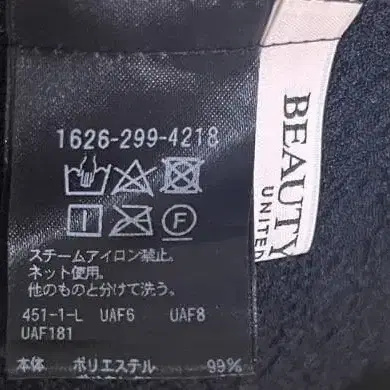 1626-299-4218
F
スチームアイロン禁止。
ネット使用。
他のものと分けて洗う。
451-1-L UAF6 UAF8
UAF181
本体 ポリエステル 99%
BEAUTY
UNITED